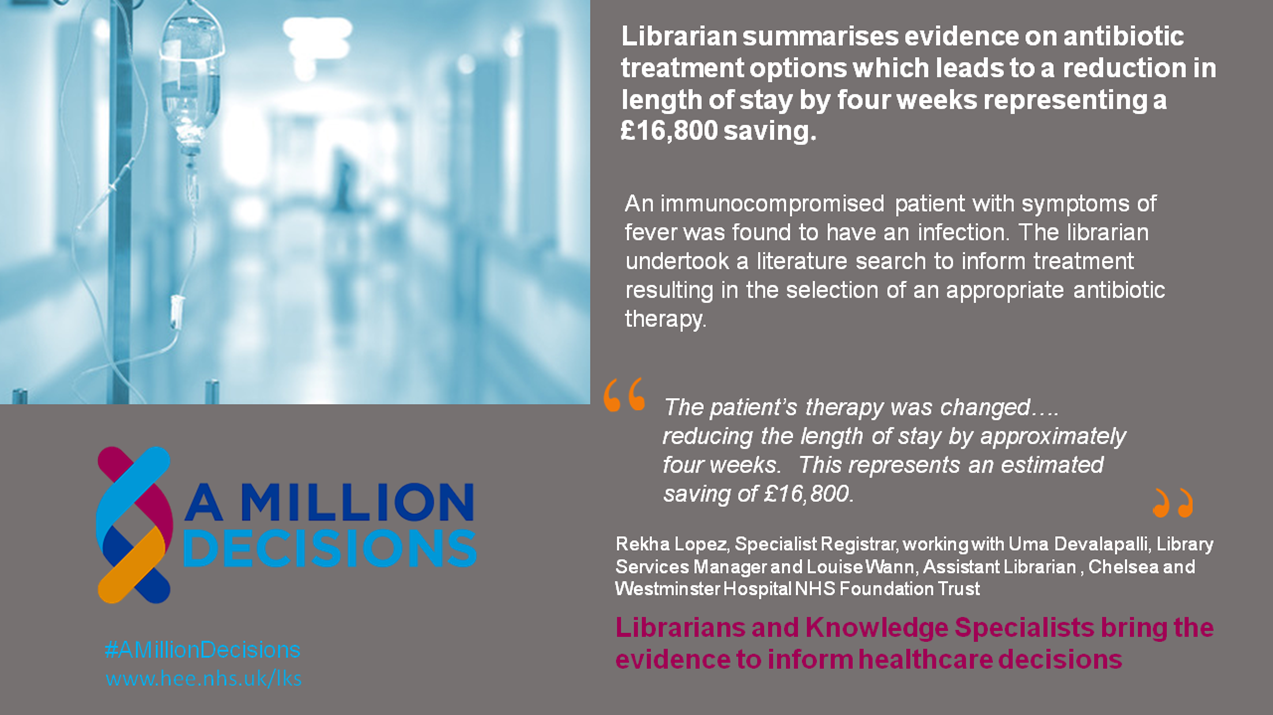 Librarian summarises evidence on antibiotic
treatment options which leads to a reduction in
length of stay by four weeks representing a
£16,800 saving.
An immunocompromised patient with symptoms of
fever was found to have an infection. The librarian
undertook a literature search to inform treatment
resulting in the selection of an appropriate antibiotic
therapy.
“ The patient’s therapy was changed….
reducing the length of stay by approximately
four weeks.  This represents an estimated
saving of £16,800. ”
Rekha Lopez, Specialist Registrar, working with Uma Devalapalli, Library
Services Manager and Louise Wann, Assistant Librarian , Chelsea and
Westminster Hospital NHS Foundation Trust
Librarians and Knowledge Specialists bring the
evidence to inform healthcare decisions
A MILLION
DECISIONS
#AMillionDecisions
www.hee.nhs.uk/lks